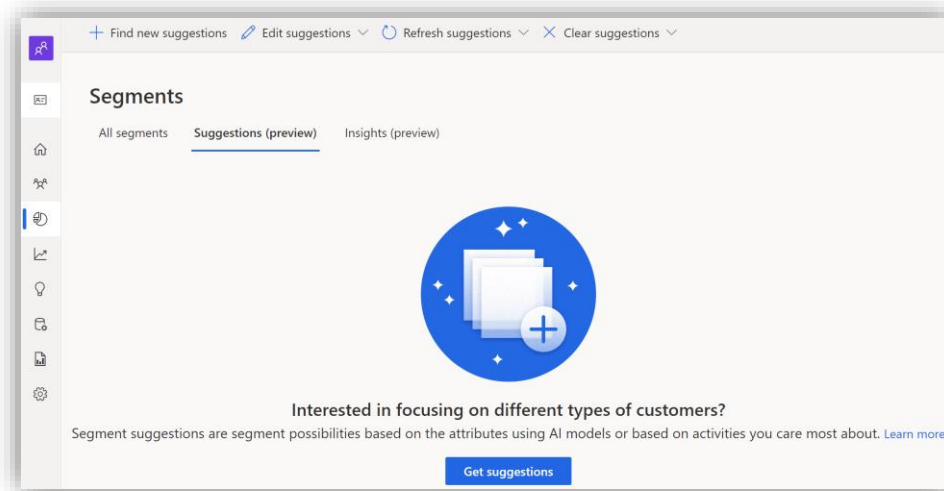 Find new suggestions Edit suggestions Refresh suggestions Clear suggestions
Segments
All segments Suggestions (preview) Insights (preview)
Interested in focusing on different types of customers?
Segment suggestions are segment possibilities based on the attributes using AI models or based on activities you care most about. Learn more
Get suggestions